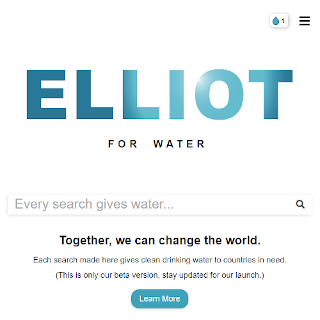 1
ELLIOT
FOR WATER
Every search gives water...
Together, we can change the world.
Each search made here gives clean drinking water to countries in need.
(This is only our beta version, stay updated for our launch.)
Learn More